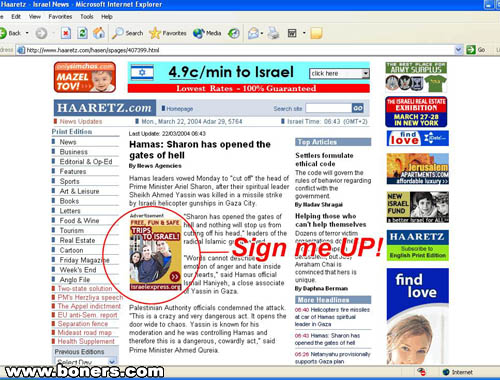 Haaretz - Israel News - Microsoft Internet Explorer
File Edit View Favorites Tools Help
Search Favorites Media
http://www.haaretz.com/hasen/spages/407399.html
Go Links
onlysimchas.com
MAZEL TOV!
4.9c/min to Israel
click here
Lowest Rates - 100% Guaranteed
THE BEST PLACE FOR
ARMY SURPLUS
HAARETZ.com
Homepage
Search site
GO
News Updates
Mon., March 22, 2004 Adar 29, 5764
Israel Time: 06:43 (GMT+2)
THE ISRAELI REAL ESTATE
EXHIBITION
MARCH 27-28
IN NEW YORK
find love
Jerusalem
APARTMENTS.COM
affordable luxury >>
NEW
ISRAEL
FUND
a better Israel for all
HAARETZ
Subscribe to
English Print Edition
find
love
Print Edition
News
Business
Editorial & Op-Ed
Features
Sports
Art & Leisure
Books
Letters
Food & Wine
Tourism
Real Estate
Cartoon
Friday Magazine
Week's End
Anglo File
Two-state solution
PM's Herzliya speech
The Appel indictment
EU anti-Sem. report
Separation fence
Mideast road map
Health Supplement
Previous Editions
Select Day
Last Update: 22/03/2004 06:43
Hamas: Sharon has opened the
gates of hell
By News Agencies
Hamas leaders vowed Monday to "cut off" the head of
Prime Minister Ariel Sharon, after their spiritual leader
Sheikh Ahmed Yassin was killed in a missile strike
by Israeli helicopter gunships in Gaza City.
Advertisement
FREE, FUN & SAFE
TRIPS
TO ISRAEL!
israelexpress.org
"Sharon has opened the gates of
hell and nothing will stop us from
cutting off his head," leaders of the
radical Islamic
"Words cannot describe
emotion of anger and hate inside
our hearts," said Hamas official
Ismail Haniyeh, a close associate
of Yassin in Gaza.
Palestinian Authority officials condemned the attack.
"This is a crazy and very dangerous act. It opens the
door wide to chaos. Yassin is known for his
moderation and he was controlling Hamas and
therefore this is a dangerous, cowardly act," said
Prime Minister Ahmed Qureia.
Sign me UP!
Top Articles
Settlers formulate
ethical code
The code will govern the
rules of behavior regarding
conflict with the
government.
By Nadav Shragai
Helping those who
can't help themselves
Dozens of terror victim
Jerusalem, but
Avraham Chai is
convinced that hers is
unique.
By Daphna Berman
More Headlines
05:40 Helicopters fire missiles
at car of Hamas spiritual
leader in Gaza
06:43 Hamas: Sharon has
opened the gates of hell
05:26 Netanyahu provisionally
supports Gaza plan
www.boners.com